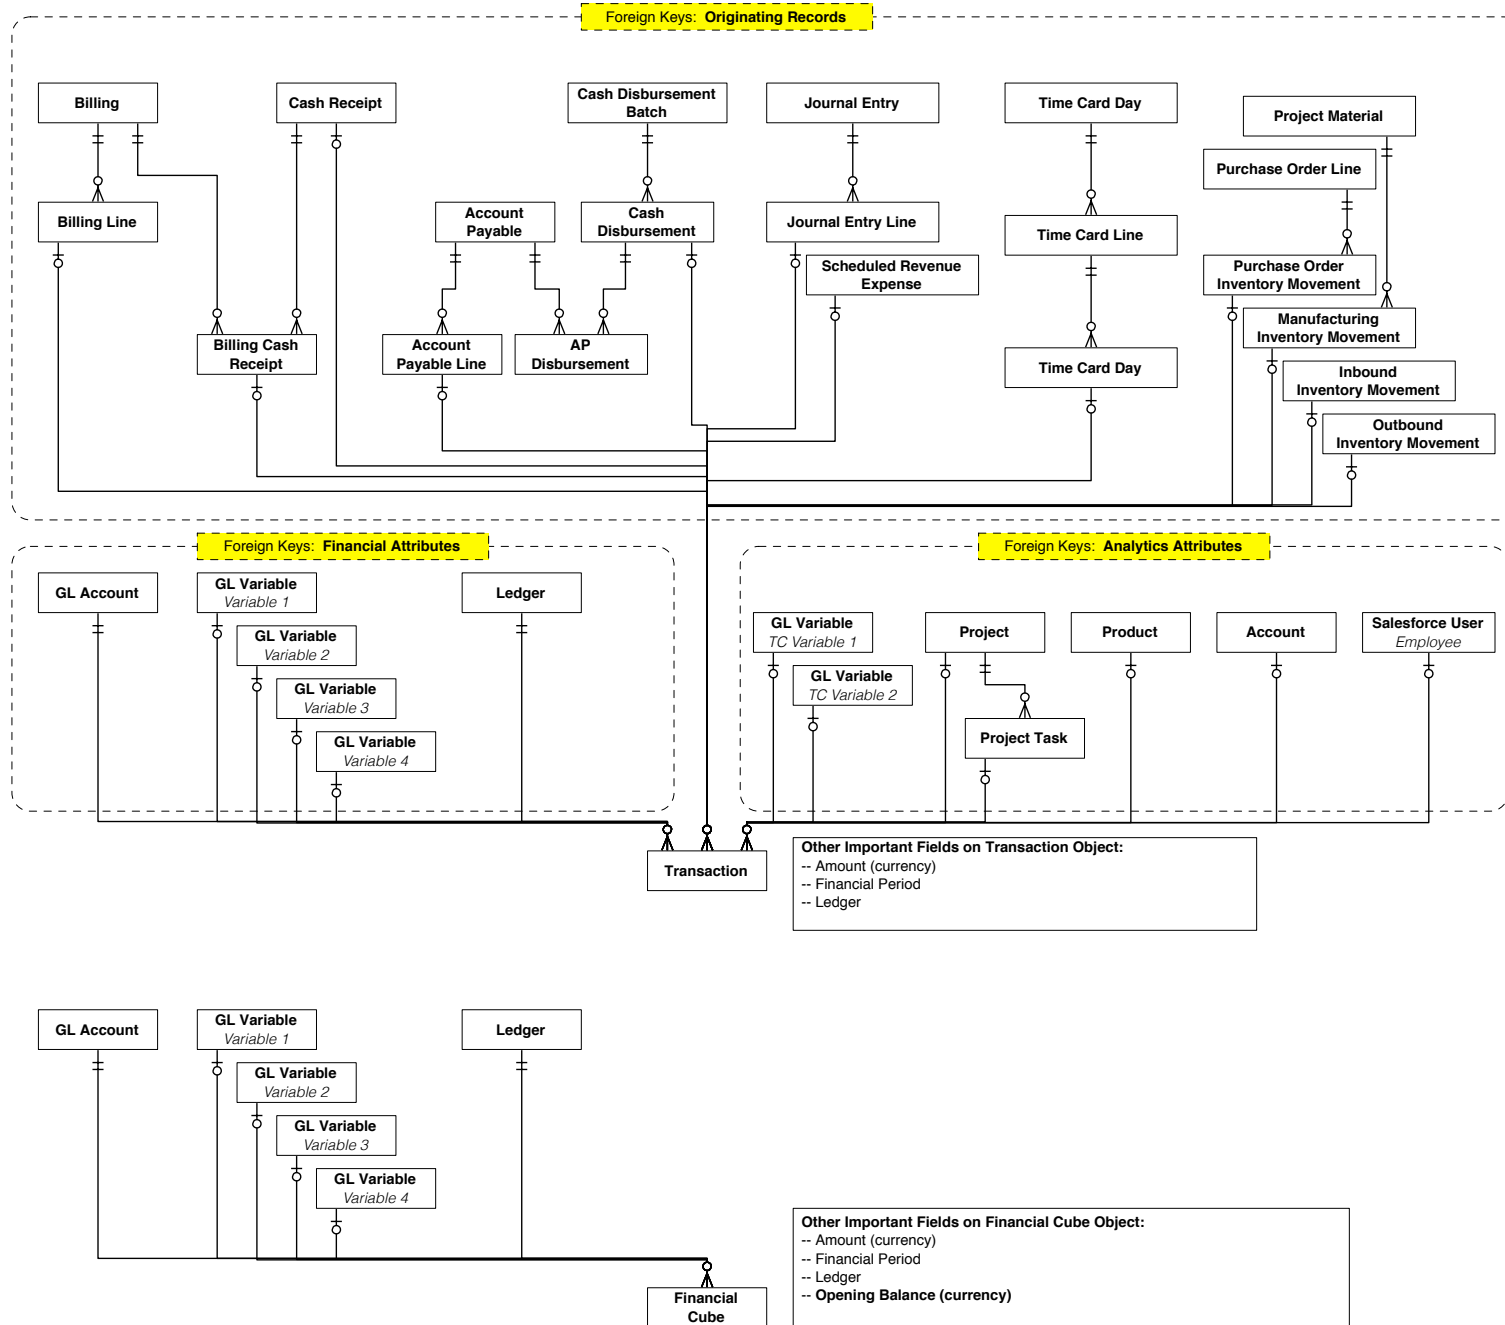 Foreign Keys: Originating Records
Billing
Cash Receipt
Cash Disbursement
Batch
Journal Entry
Time Card Day
Project Material
Purchase Order Line
Billing Line
Account
Payable
Cash
Disbursement
Journal Entry Line
Time Card Line
Scheduled Revenue
Expense
Purchase Order
Inventory Movement
Billing Cash
Receipt
Account
Payable Line
AP
Disbursement
Time Card Day
Manufacturing
Inventory Movement
Inbound
Inventory Movement
Outbound
Inventory Movement
Foreign Keys: Financial Attributes
GL Account
GL Variable
Variable 1
Ledger
GL Variable
Variable 2
GL Variable
Variable 3
GL Variable
Variable 4
Foreign Keys: Analytics Attributes
GL Variable
TC Variable 1
Project
Product
Account
Salesforce User
Employee
GL Variable
TC Variable 2
Project Task
Transaction
Other Important Fields on Transaction Object:
-- Amount (currency)
-- Financial Period
-- Ledger
GL Account
GL Variable
Variable 1
Ledger
GL Variable
Variable 2
GL Variable
Variable 3
GL Variable
Variable 4
Financial
Cube
Other Important Fields on Financial Cube Object:
-- Amount (currency)
-- Financial Period
-- Ledger
-- Opening Balance (currency)